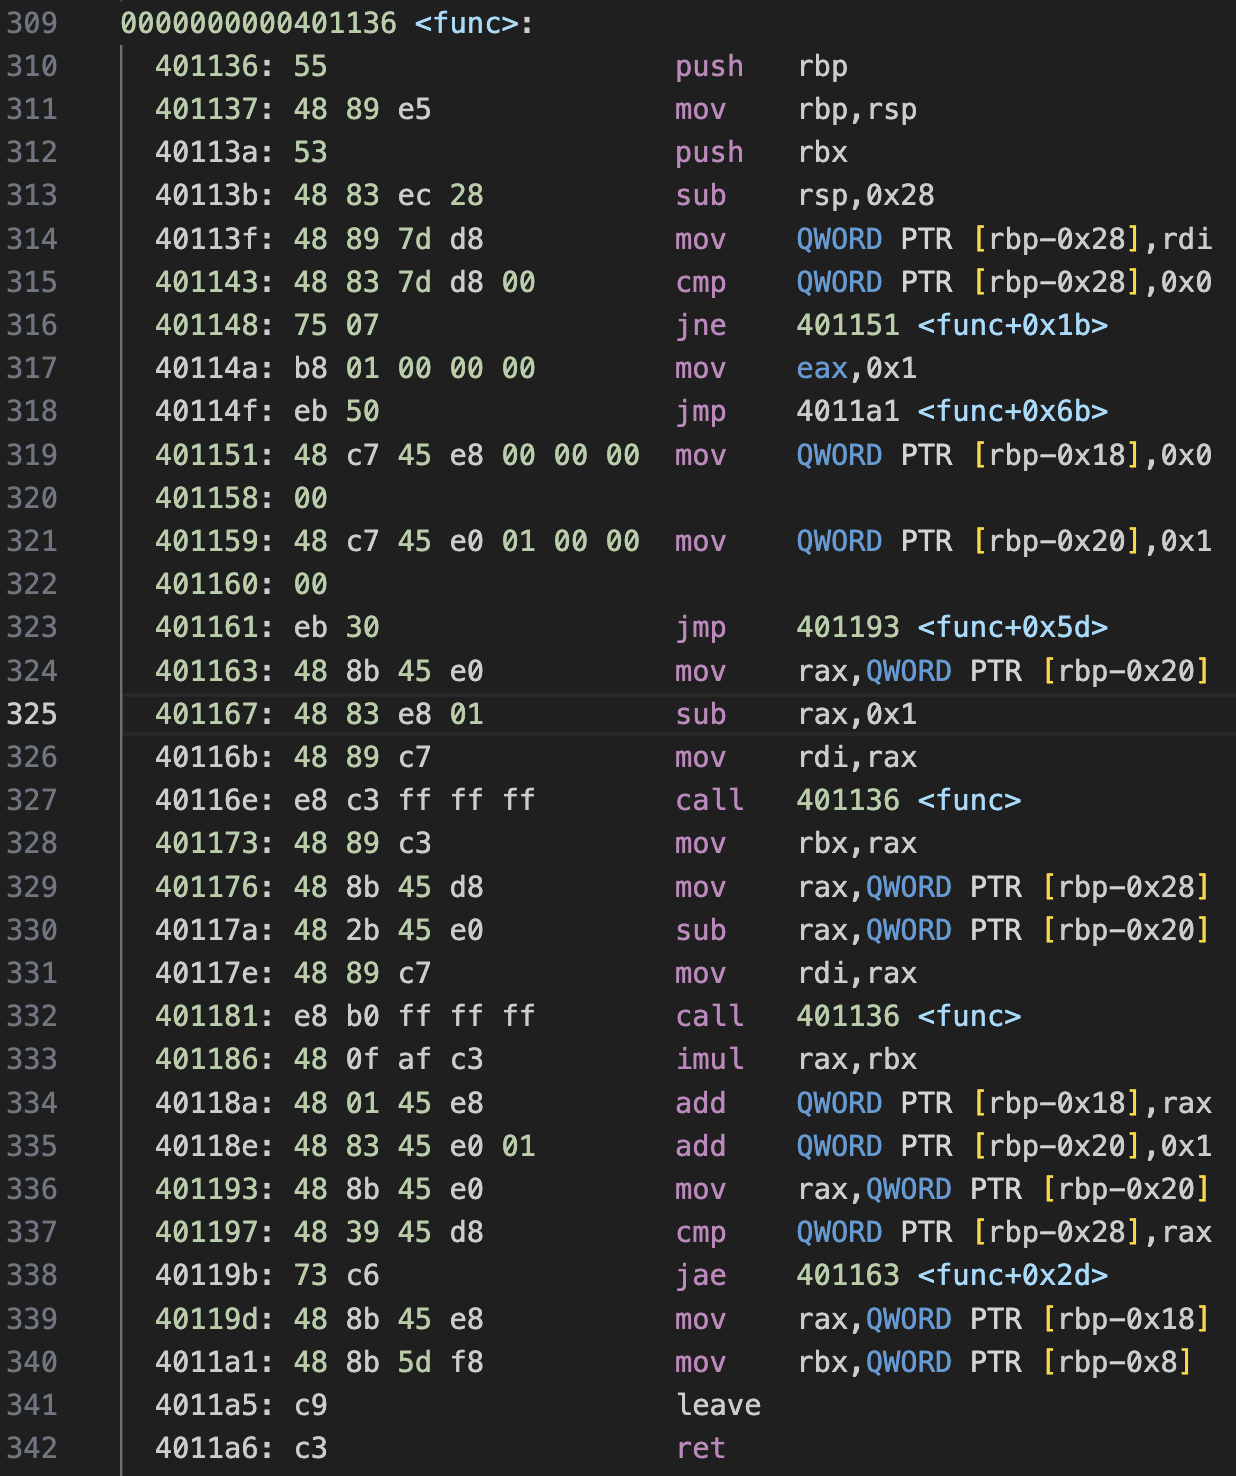 309 0000000000401136 <func>:
310 401136: 55 push rbp
311 401137: 48 89 e5 mov rbp,rsp
312 40113a: 53 push rbx
313 40113b: 48 83 ec 28 sub rsp,0x28
314 40113f: 48 89 7d d8 mov QWORD PTR [rbp-0x28],rdi
315 401143: 48 83 7d d8 00 cmp QWORD PTR [rbp-0x28],0x0
316 401148: 75 07 jne 401151 <func+0x1b>
317 40114a: b8 01 00 00 00 mov eax,0x1
318 40114f: eb 50 jmp 4011a1 <func+0x6b>
319 401151: 48 c7 45 e8 00 00 00 mov QWORD PTR [rbp-0x18],0x0
320 401158: 00
321 401159: 48 c7 45 e0 01 00 00 mov QWORD PTR [rbp-0x20],0x1
322 401160: 00
323 401161: eb 30 jmp 401193 <func+0x5d>
324 401163: 48 8b 45 e0 mov rax,QWORD PTR [rbp-0x20]
325 401167: 48 83 e8 01 sub rax,0x1
326 40116b: 48 89 c7 mov rdi,rax
327 40116e: e8 c3 ff ff ff call 401136 <func>
328 401173: 48 89 c3 mov rbx,rax
329 401176: 48 8b 45 d8 mov rax,QWORD PTR [rbp-0x28]
330 40117a: 48 2b 45 e0 sub rax,QWORD PTR [rbp-0x20]
331 40117e: 48 89 c7 mov rdi,rax
332 401181: e8 b0 ff ff ff call 401136 <func>
333 401186: 48 0f af c3 imul rax,rbx
334 40118a: 48 01 45 e8 add QWORD PTR [rbp-0x18],rax
335 40118e: 48 83 45 e0 01 add QWORD PTR [rbp-0x20],0x1
336 401193: 48 8b 45 e0 mov rax,QWORD PTR [rbp-0x20]
337 401197: 48 39 45 d8 cmp QWORD PTR [rbp-0x28],rax
338 40119b: 73 c6 jae 401163 <func+0x2d>
339 40119d: 48 8b 45 e8 mov rax,QWORD PTR [rbp-0x18]
340 4011a1: 48 8b 5d f8 mov rbx,QWORD PTR [rbp-0x8]
341 4011a5: c9 leave
342 4011a6: c3 ret